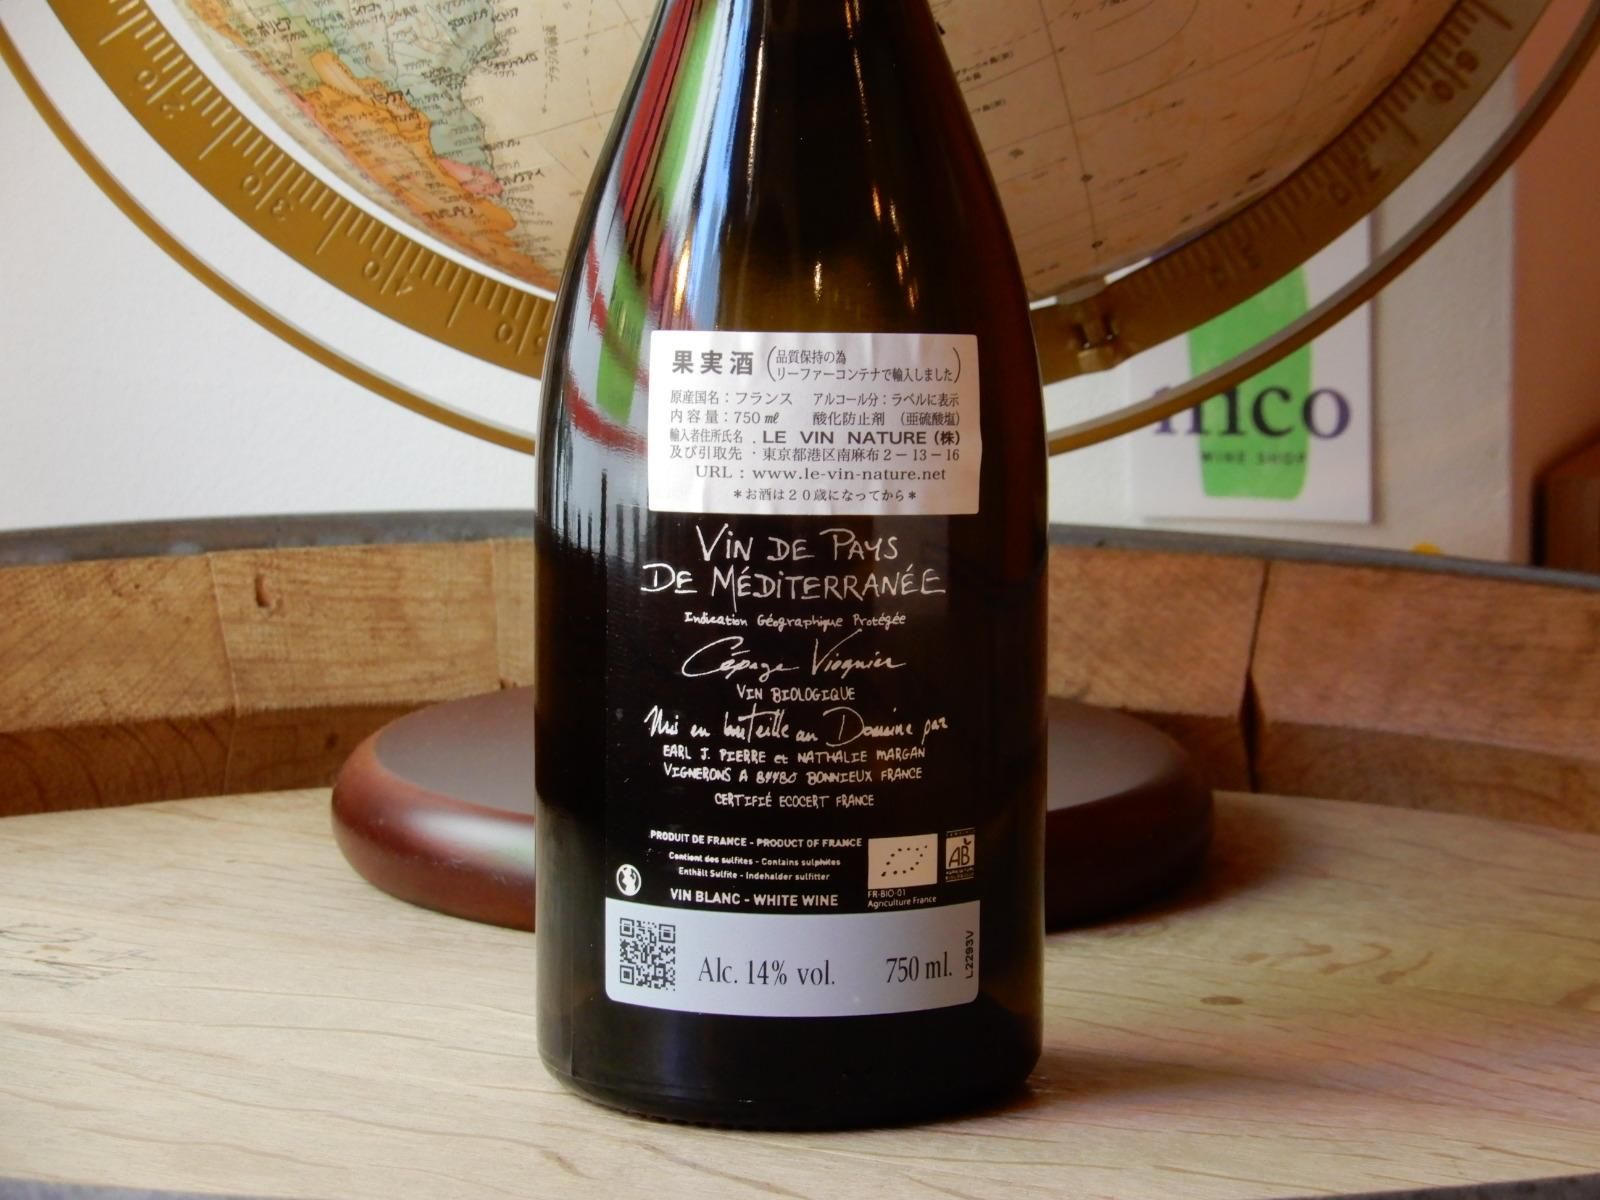 果実酒 (品質保持の為
リーファーコンテナで輸入しました)
原産国名：フランス アルコール分：ラベルに表示
内容量：750㎖ 酸化防止剤 (亜硫酸塩)
輸入者住所氏名 . LE VIN NATURE (株)
及び引取先 ・東京都港区南麻布２－13－16
URL : www.le-vin-nature.net
＊お酒は２０歳になってから＊
VIN DE PAYS
DE MÉDITERRANÉE
Indication Géographique Protégée
Cépage Viognier
VIN BIOLOGIQUE
Mis en bouteille au Domaine par
EARL J. PIERRE et NATHALIE MARGAN
VIGNERONS A 84480 BONNIEUX FRANCE
CERTIFIÉ ECOCERT FRANCE
PRODUIT DE FRANCE - PRODUCT OF FRANCE
Contient des sulfites - Contains sulphites
Enthält Sulfite - Indeholder sulfitter
VIN BLANC - WHITE WINE
AB
FR-BIO-01
Agriculture France
Alc. 14% vol. 750 ml.
L2293V
WINE SHOP